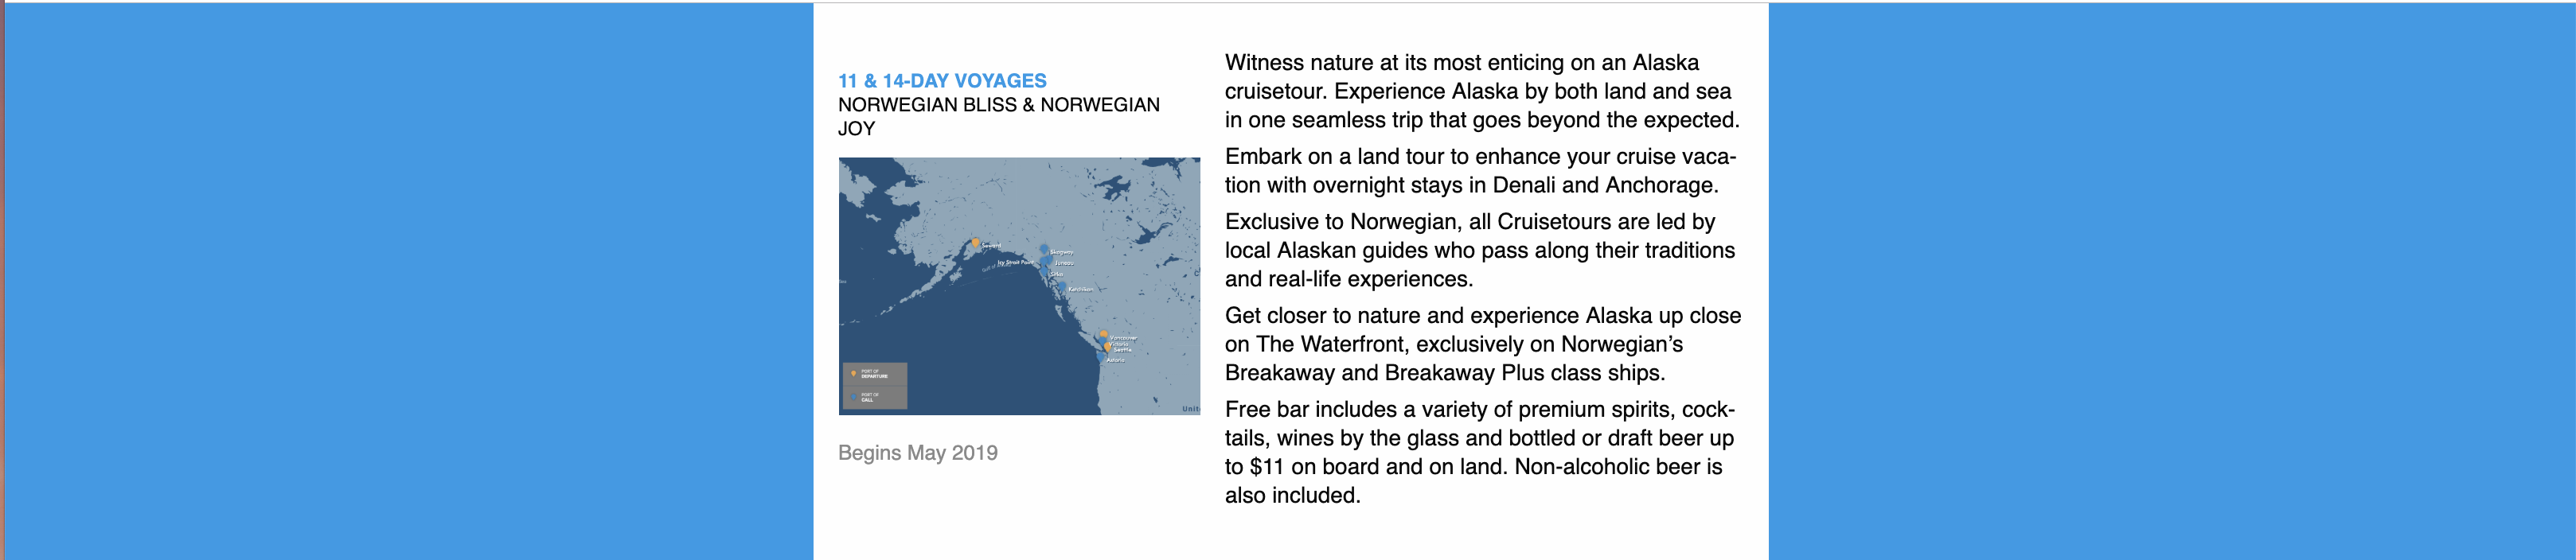 11 & 14-DAY VOYAGES
NORWEGIAN BLISS & NORWEGIAN
JOY
Seward
Skagway
Icy Strait Point
Juneau
Sitka
Ketchikan
Vancouver
Victoria
Seattle
Astoria
PORT OF
DEPARTURE
PORT OF
CALL
Unit
Begins May 2019
Witness nature at its most enticing on an Alaska
cruisetour. Experience Alaska by both land and sea
in one seamless trip that goes beyond the expected.
Embark on a land tour to enhance your cruise vaca-
tion with overnight stays in Denali and Anchorage.
Exclusive to Norwegian, all Cruisetours are led by
local Alaskan guides who pass along their traditions
and real-life experiences.
Get closer to nature and experience Alaska up close
on The Waterfront, exclusively on Norwegian’s
Breakaway and Breakaway Plus class ships.
Free bar includes a variety of premium spirits, cock-
tails, wines by the glass and bottled or draft beer up
to $11 on board and on land. Non-alcoholic beer is
also included.